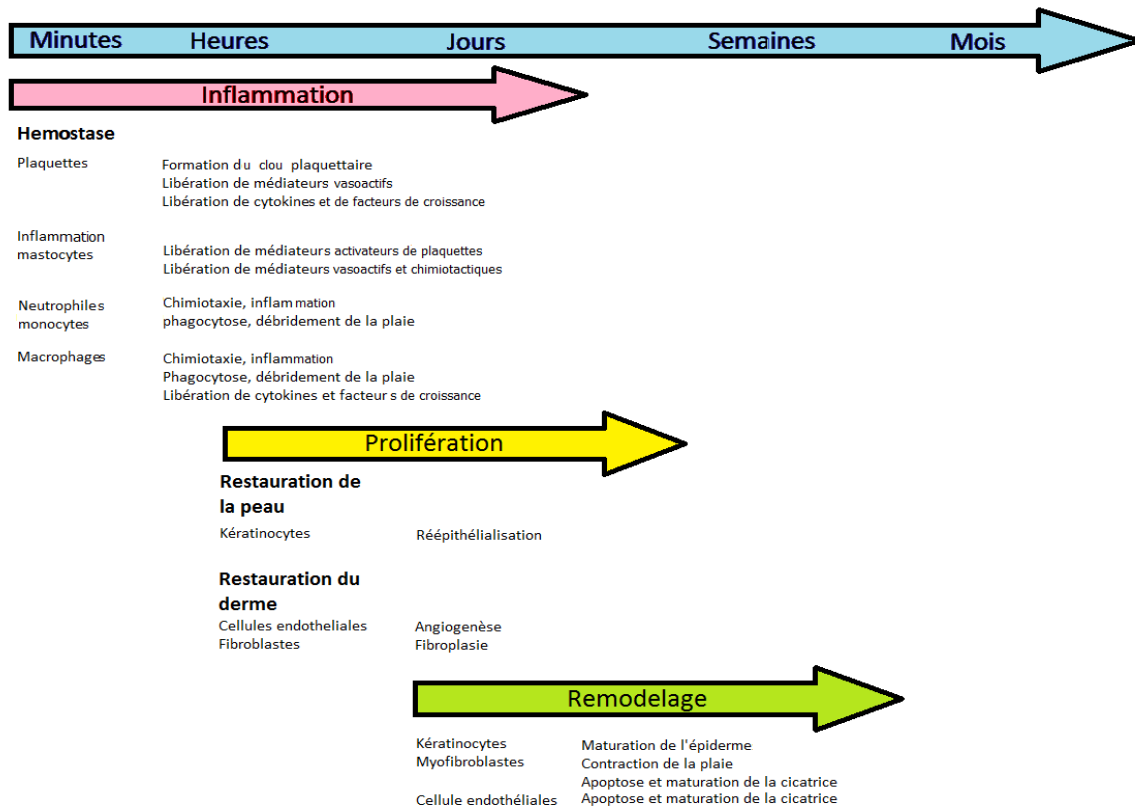 Minutes Heures Jours Semaines Mois
Inflammation
Hemostase
Plaquettes Formation du clou plaquettaire
Libération de médiateurs vasoactifs
Libération de cytokines et de facteurs de croissance
Inflammation
mastocytes Libération de médiateurs activateurs de plaquettes
Libération de médiateurs vasoactifs et chimiotactiques
Neutrophiles Chimiotaxie, inflammation
monocytes phagocytose, débridement de la plaie
Macrophages Chimiotaxie, inflammation
Phagocytose, débridement de la plaie
Libération de cytokines et facteurs de croissance
Prolifération
Restauration de
la peau
Kératinocytes Réépithélialisation
Restauration du
derme
Cellules endotheliales Angiogenèse
Fibroblastes Fibroplasie
Remodelage
Kératinocytes Maturation de l'épiderme
Myofibroblastes Contraction de la plaie
Apoptose et maturation de la cicatrice
Cellule endothéliales Apoptose et maturation de la cicatrice